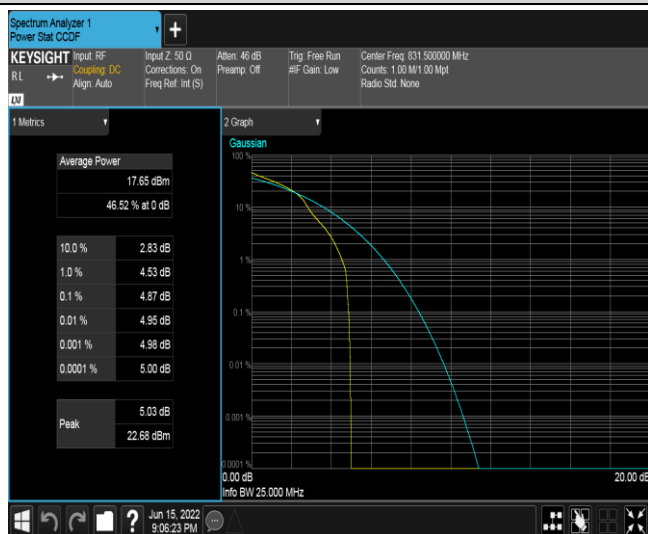 Spectrum Analyzer 1
Power Stat CCDF
+
KEYSIGHT
RL
LXI
Input: RF
Coupling: DC
Align: Auto
Input Z: 50 Ω
Corrections: On
Freq Ref: Int (S)
Atten: 46 dB
Preamp: Off
Trig: Free Run
#IF Gain: Low
Center Freq: 831.500000 MHz
Counts: 1.00 M/1.00 Mpt
Radio Std: None
1 Metrics
Average Power
17.65 dBm
46.52 % at 0 dB
10.0 % 2.83 dB
1.0 % 4.53 dB
0.1 % 4.87 dB
0.01 % 4.95 dB
0.001 % 4.98 dB
0.0001 % 5.00 dB
Peak
5.03 dB
22.68 dBm
2 Graph
Gaussian
100 %
10 %
1 %
0.1 %
0.01 %
0.001 %
0.0001 %
0.00 dB 20.00 dB
Info BW 25.000 MHz
?
Jun 15, 2022
9:06:23 PM